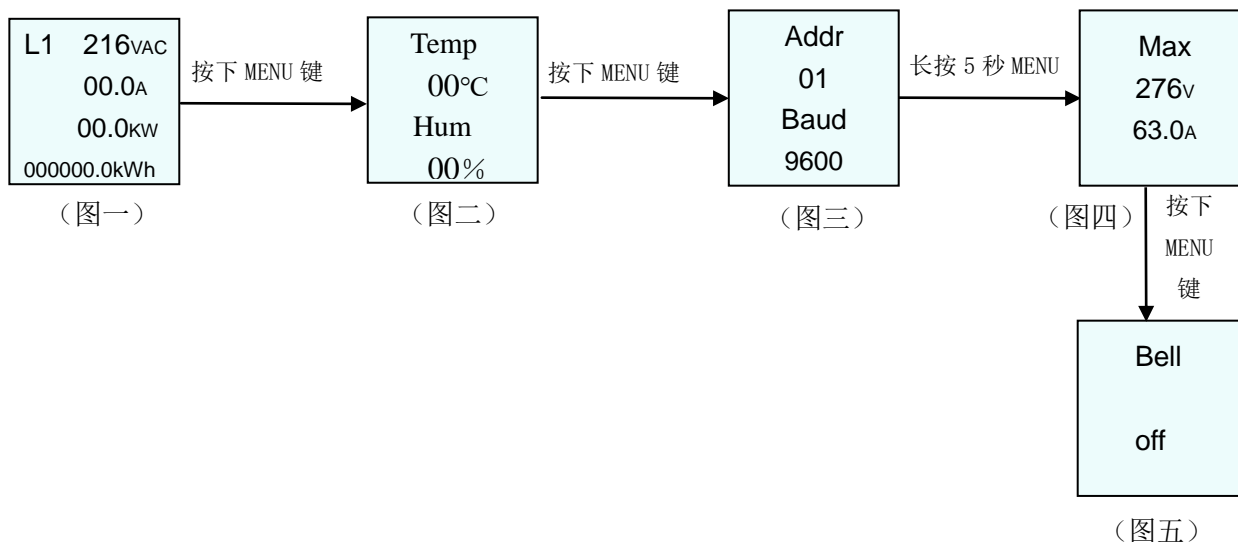 L1 216VAC
00.0A
00.0KW
000000.0kWh
（图一）
按下 MENU 键
Temp
00℃
Hum
00%
（图二）
按下 MENU 键
Addr
01
Baud
9600
（图三）
长按 5 秒 MENU
Max
276V
63.0A
（图四）
按下
MENU
键
Bell
off
（图五）